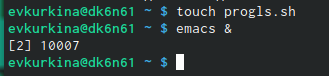 evkurkina@dk6n61 ~ $ touch progls.sh
evkurkina@dk6n61 ~ $ emacs &
[2] 10007
evkurkina@dk6n61 ~ $